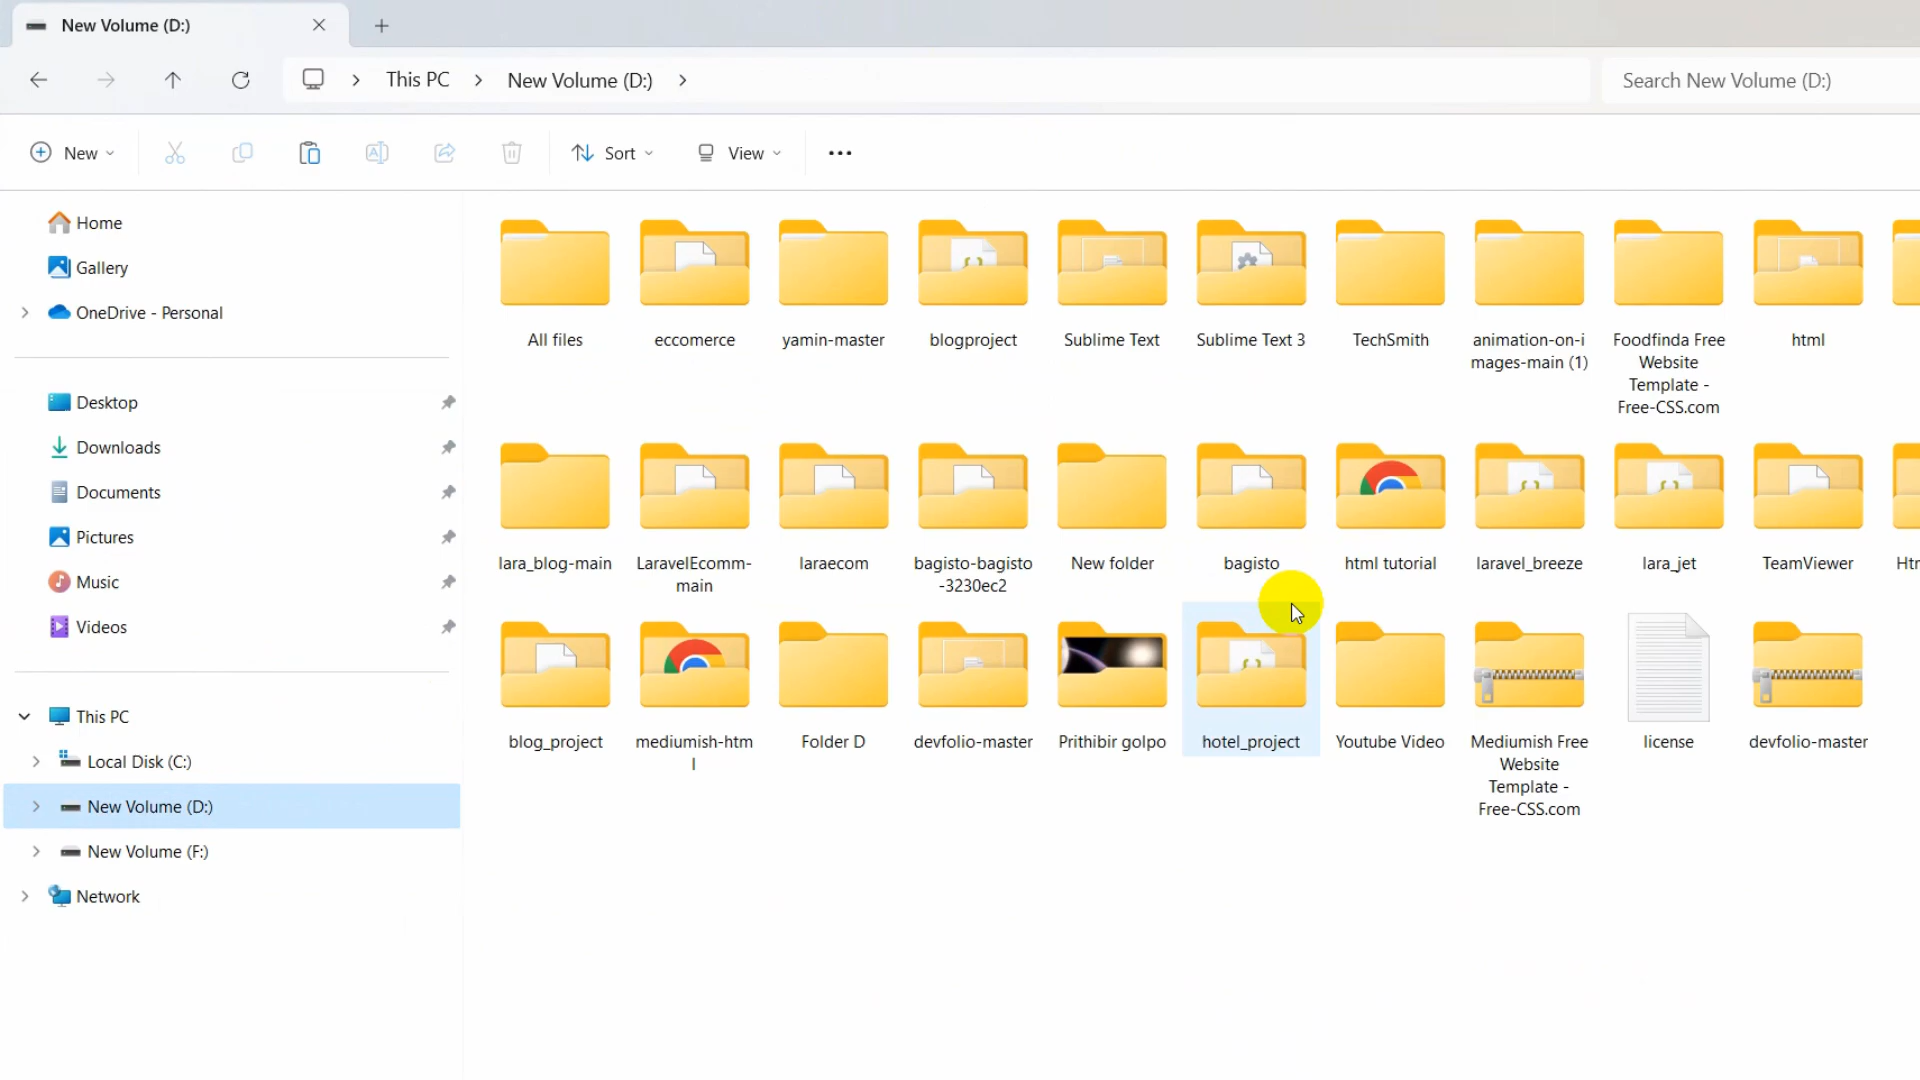 New Volume (D:)
This PC
New Volume (D:)
Search New Volume (D:)
New
Sort
View
Home
Gallery
OneDrive - Personal
Desktop
Downloads
Documents
Pictures
Music
Videos
This PC
Local Disk (C:)
New Volume (D:)
New Volume (F:)
Network
All files
eccomerce
yamin-master
blogproject
Sublime Text
Sublime Text 3
TechSmith
animation-on-i
mages-main (1)
Foodfinda Free
Website
Template -
Free-CSS.com
html
lara_blog-main
LaravelEcomm-
main
laraecom
bagisto-bagisto
-3230ec2
New folder
bagisto
html tutorial
laravel_breeze
lara_jet
TeamViewer
blog_project
mediumish-htm
l
Folder D
devfolio-master
Prithibir golpo
hotel_project
Youtube Video
Mediumish Free
Website
Template -
Free-CSS.com
license
devfolio-master